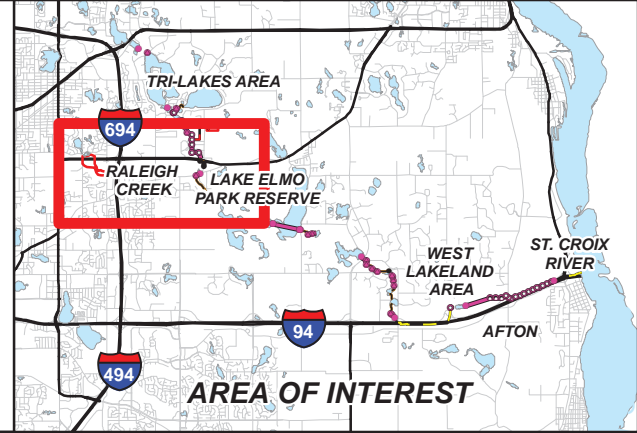 TRI-LAKES AREA
694
RALEIGH
CREEK
LAKE ELMO
PARK RESERVE
WEST
LAKELAND
AREA
ST. CROIX
RIVER
94
AFTON
494
AREA OF INTEREST